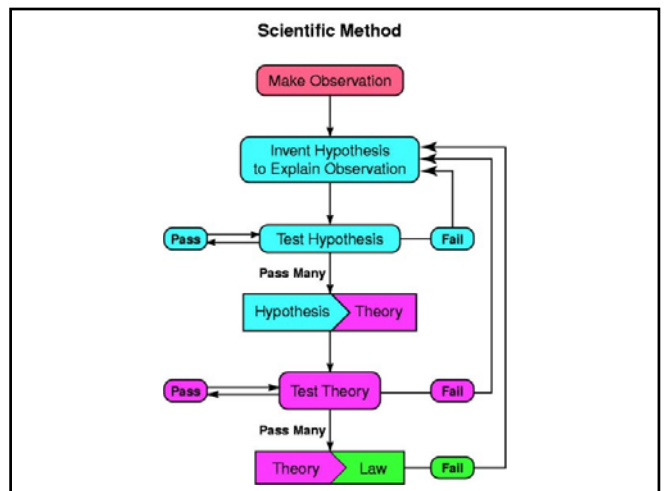 Scientific Method
Make Observation
Invent Hypothesis
to Explain Observation
Pass
Test Hypothesis
Fail
Pass Many
Hypothesis
Theory
Pass
Test Theory
Fail
Pass Many
Theory
Law
Fail